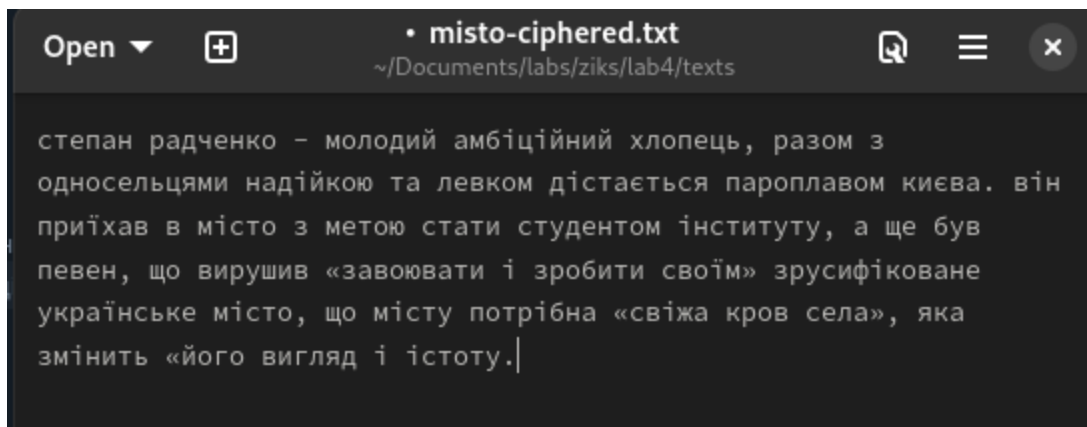 Open
• misto-ciphered.txt
~/Documents/labs/ziks/lab4/texts
степан радченко – молодий амбіційний хлопець, разом з
односельцями надійкою та левком дістається пароплавом києва. він
приїхав в місто з метою стати студентом інституту, а ще був
певен, що вирушив «завоювати і зробити своїм» зрусифіковане
українське місто, що місту потрібна «свіжа кров села», яка
змінить «його вигляд і істоту.